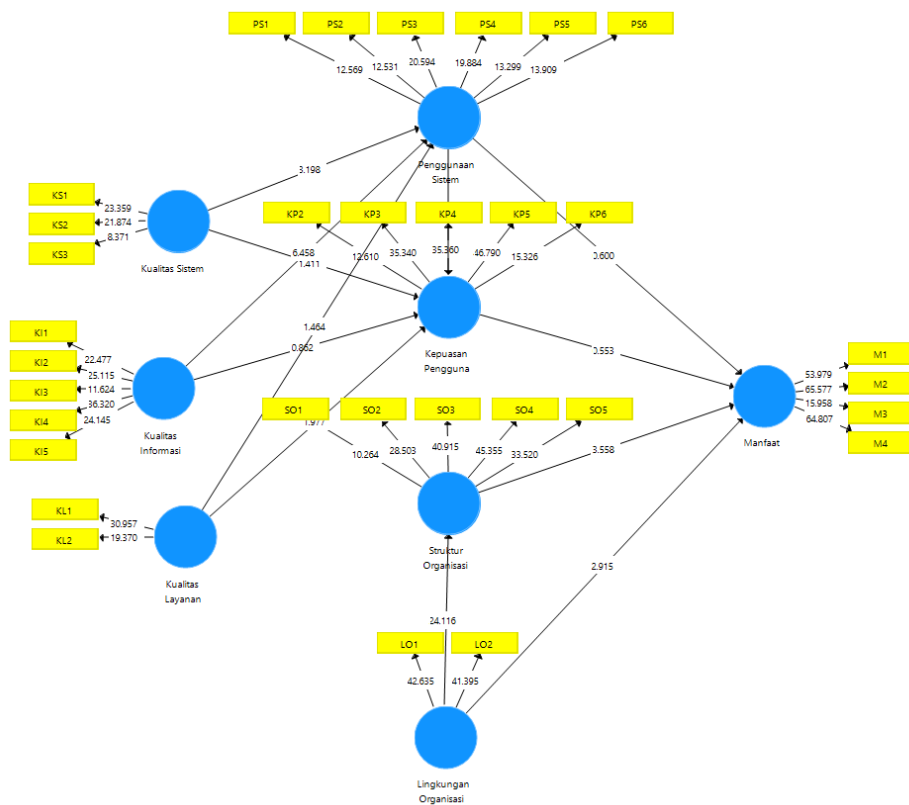 PS1 PS2 PS3 PS4 PS5 PS6
12.569 12.531 20.594 19.884 13.299 13.909
Penggunaan
Sistem
3.198
KS1
KS2
KS3
23.359
21.874
8.371
Kualitas Sistem
KP2 KP3 KP4 KP5 KP6
12.610 35.340 35.360 46.790 15.326
6.458
1.411
0.600
1.464
0.862
Kepuasan
Pengguna
0.553
KI1
KI2
KI3
KI4
KI5
22.477
25.115
11.624
36.320
24.145
Kualitas
Informasi
M1
M2
M3
M4
53.979
65.577
15.958
64.807
Manfaat
SO1 SO2 SO3 SO4 SO5
1.977
10.264 28.503 40.915 45.355 33.520
3.558
Struktur
Organisasi
KL1
KL2
30.957
19.370
Kualitas
Layanan
2.915
24.116
LO1 LO2
42.635 41.395
Lingkungan
Organisasi